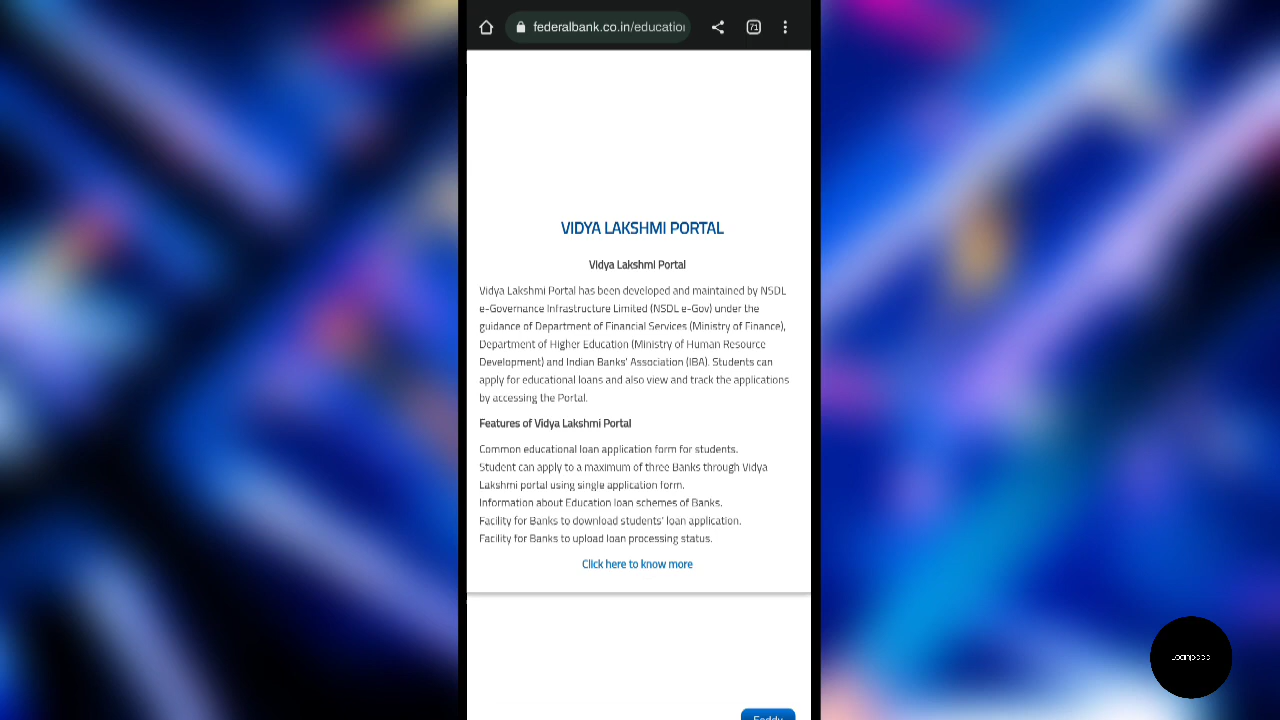 federalbank.co.in/education
71
VIDYA LAKSHMI PORTAL
Vidya Lakshmi Portal
Vidya Lakshmi Portal has been developed and maintained by NSDL
e-Governance Infrastructure Limited (NSDL e-Gov) under the
guidance of Department of Financial Services (Ministry of Finance),
Department of Higher Education (Ministry of Human Resource
Development) and Indian Banks' Association (IBA). Students can
apply for educational loans and also view and track the applications
by accessing the Portal.
Features of Vidya Lakshmi Portal
Common educational loan application form for students.
Student can apply to a maximum of three Banks through Vidya
Lakshmi portal using single application form.
Information about Education loan schemes of Banks.
Facility for Banks to download students' loan application.
Facility for Banks to upload loan processing status.
Click here to know more